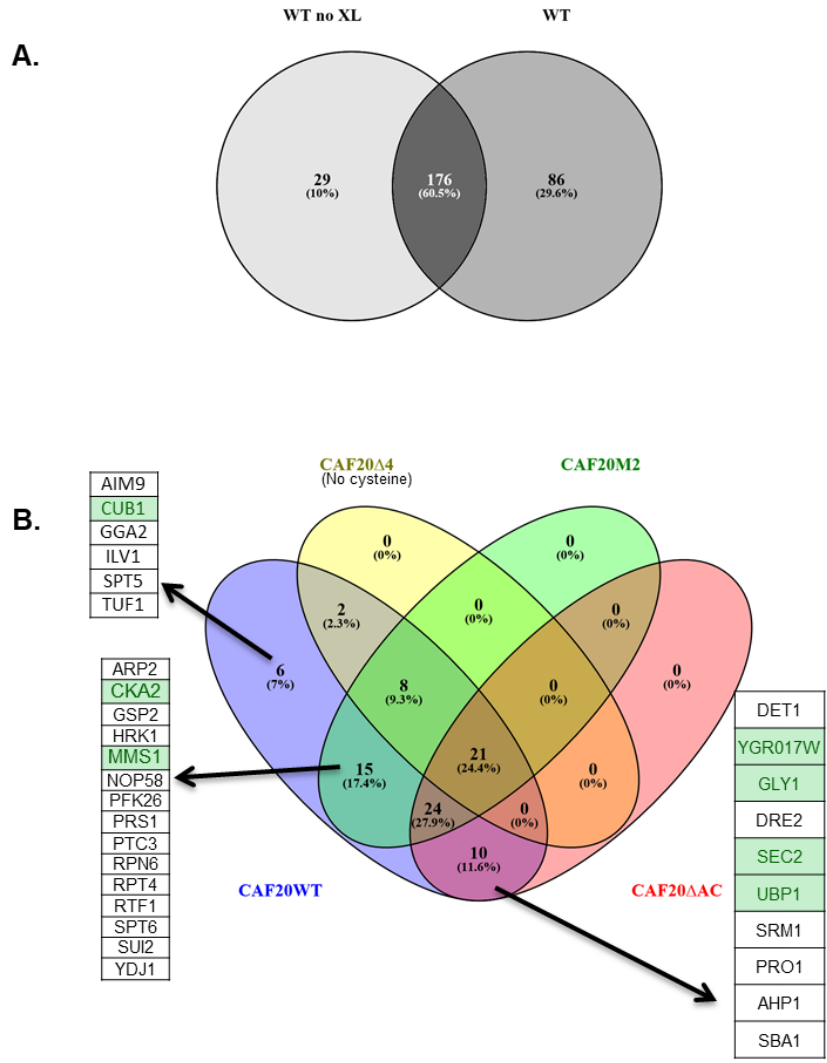 WT no XL WT
A.
29 176 86
(10%) (60.5%) (29.6%)
B.
CAF20Δ4 CAF20M2
(No cysteine)
AIM9
CUB1
GGA2
ILV1
SPT5
TUF1
0 0
(0%) (0%)
2 0 0
(2.3%) (0%) (0%)
6 8 0 0
(7%) (9.3%) (0%) (0%)
15 21 0
(17.4%) (24.4%) (0%)
24 0
(27.9%) (0%)
10
(11.6%)
CAF20WT CAF20ΔAC
ARP2
CKA2
GSP2
HRK1
MMS1
NOP58
PFK26
PRS1
PTC3
RPN6
RPT4
RTF1
SPT6
SUI2
YDJ1
DET1
YGR017W
GLY1
DRE2
SEC2
UBP1
SRM1
PRO1
AHP1
SBA1